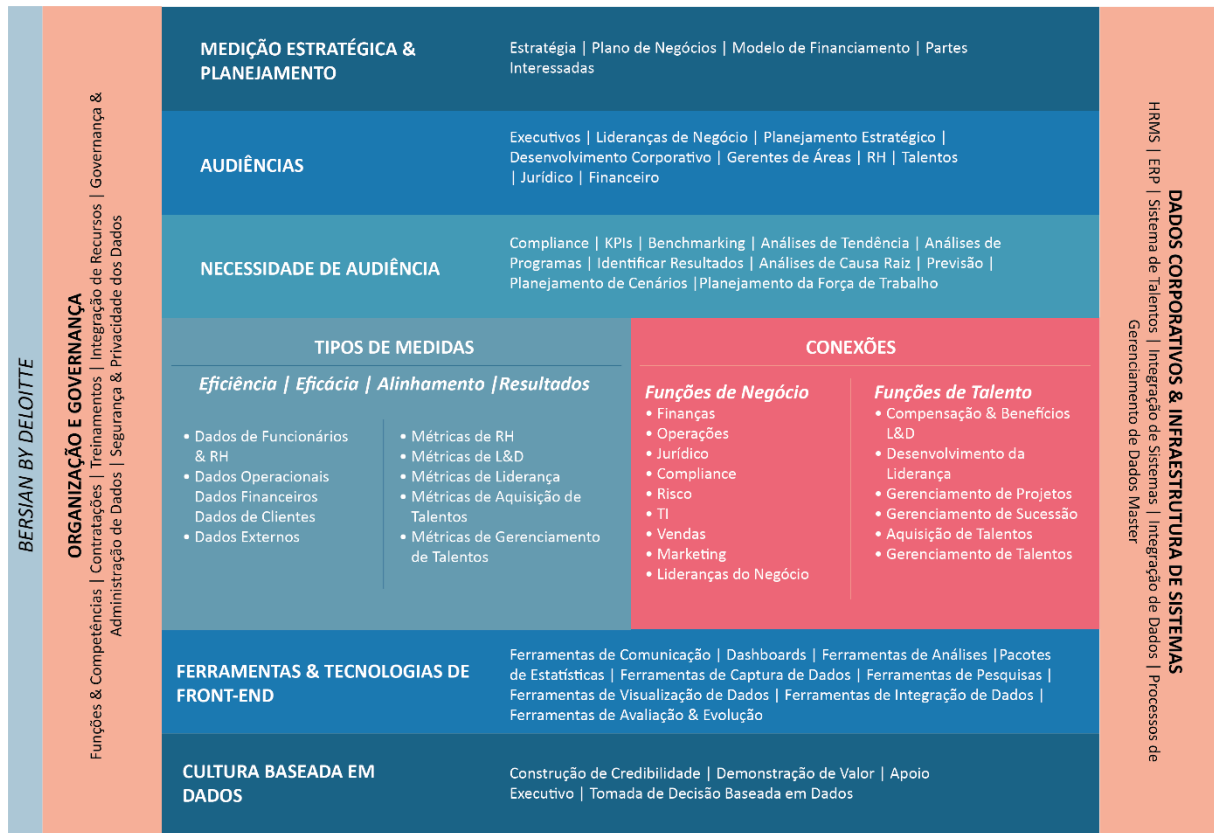 BERSIAN BY DELOITTE
ORGANIZAÇÃO E GOVERNANÇA
Funções & Competências | Contratações | Treinamentos | Integração de Recursos | Governança &
Administração de Dados | Segurança & Privacidade dos Dados
MEDIÇÃO ESTRATÉGICA &
PLANEJAMENTO
Estratégia | Plano de Negócios | Modelo de Financiamento | Partes
Interessadas
AUDIÊNCIAS
Executivos | Lideranças de Negócio | Planejamento Estratégico |
Desenvolvimento Corporativo | Gerentes de Áreas | RH | Talentos
| Jurídico | Financeiro
NECESSIDADE DE AUDIÊNCIA
Compliance | KPIs | Benchmarking | Análises de Tendência | Análises de
Programas | Identificar Resultados | Análises de Causa Raiz | Previsão |
Planejamento de Cenários |Planejamento da Força de Trabalho
TIPOS DE MEDIDAS
Eficiência | Eficácia | Alinhamento |Resultados
• Dados de Funcionários
& RH
• Dados Operacionais
Dados Financeiros
Dados de Clientes
• Dados Externos
• Métricas de RH
• Métricas de L&D
• Métricas de Liderança
• Métricas de Aquisição de
Talentos
• Métricas de Gerenciamento
de Talentos
CONEXÕES
Funções de Negócio
• Finanças
• Operações
• Jurídico
• Compliance
• Risco
• TI
• Vendas
• Marketing
• Lideranças do Negócio
Funções de Talento
• Compensação & Benefícios
L&D
• Desenvolvimento da
Liderança
• Gerenciamento de Projetos
• Gerenciamento de Sucessão
• Aquisição de Talentos
• Gerenciamento de Talentos
FERRAMENTAS & TECNOLOGIAS DE
FRONT-END
Ferramentas de Comunicação | Dashboards | Ferramentas de Análises |Pacotes
de Estatísticas | Ferramentas de Captura de Dados | Ferramentas de Pesquisas |
Ferramentas de Visualização de Dados | Ferramentas de Integração de Dados |
Ferramentas de Avaliação & Evolução
CULTURA BASEADA EM
DADOS
Construção de Credibilidade | Demonstração de Valor | Apoio
Executivo | Tomada de Decisão Baseada em Dados
DADOS CORPORATIVOS & INFRAESTRUTURA DE SISTEMAS
HRMS | ERP | Sistema de Talentos | Integração de Sistemas | Integração de Dados | Processos de
Gerenciamento de Dados Master